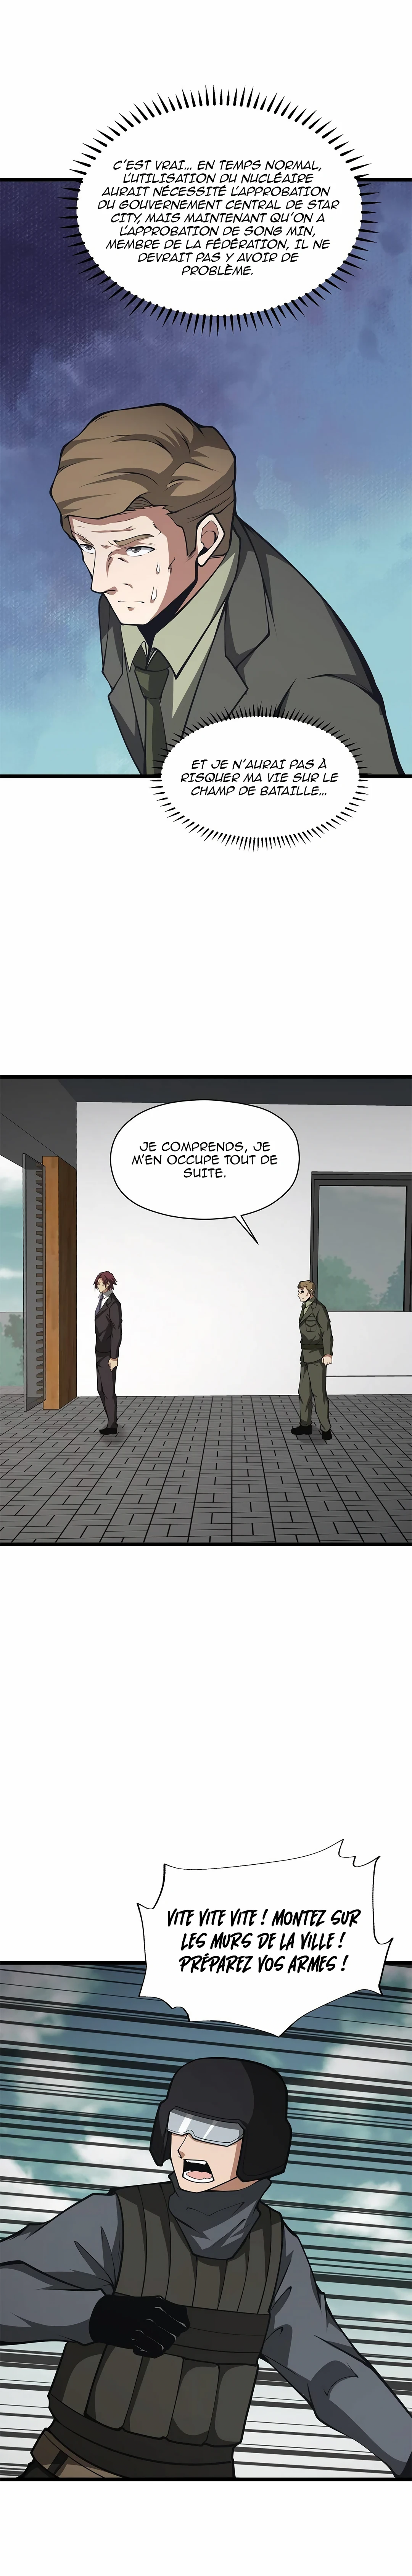 C'EST VRAI... EN TEMPS NORMAL,
L'UTILISATION DU NUCLÉAIRE
AURAIT NÉCESSITÉ L'APPROBATION
DU GOUVERNEMENT CENTRAL DE STAR
CITY, MAIS MAINTENANT QU'ON A
L'APPROBATION DE SONG MIN,
MEMBRE DE LA FÉDÉRATION, IL NE
DEVRAIT PAS Y AVOIR DE
PROBLÈME.
ET JE N'AURAI PAS À
RISQUER MA VIE SUR LE
CHAMP DE BATAILLE...
JE COMPRENDS, JE
M'EN OCCUPE TOUT DE
SUITE.
VITE VITE VITE ! MONTEZ SUR
LES MURS DE LA VILLE !
PRÉPAREZ VOS ARMES !